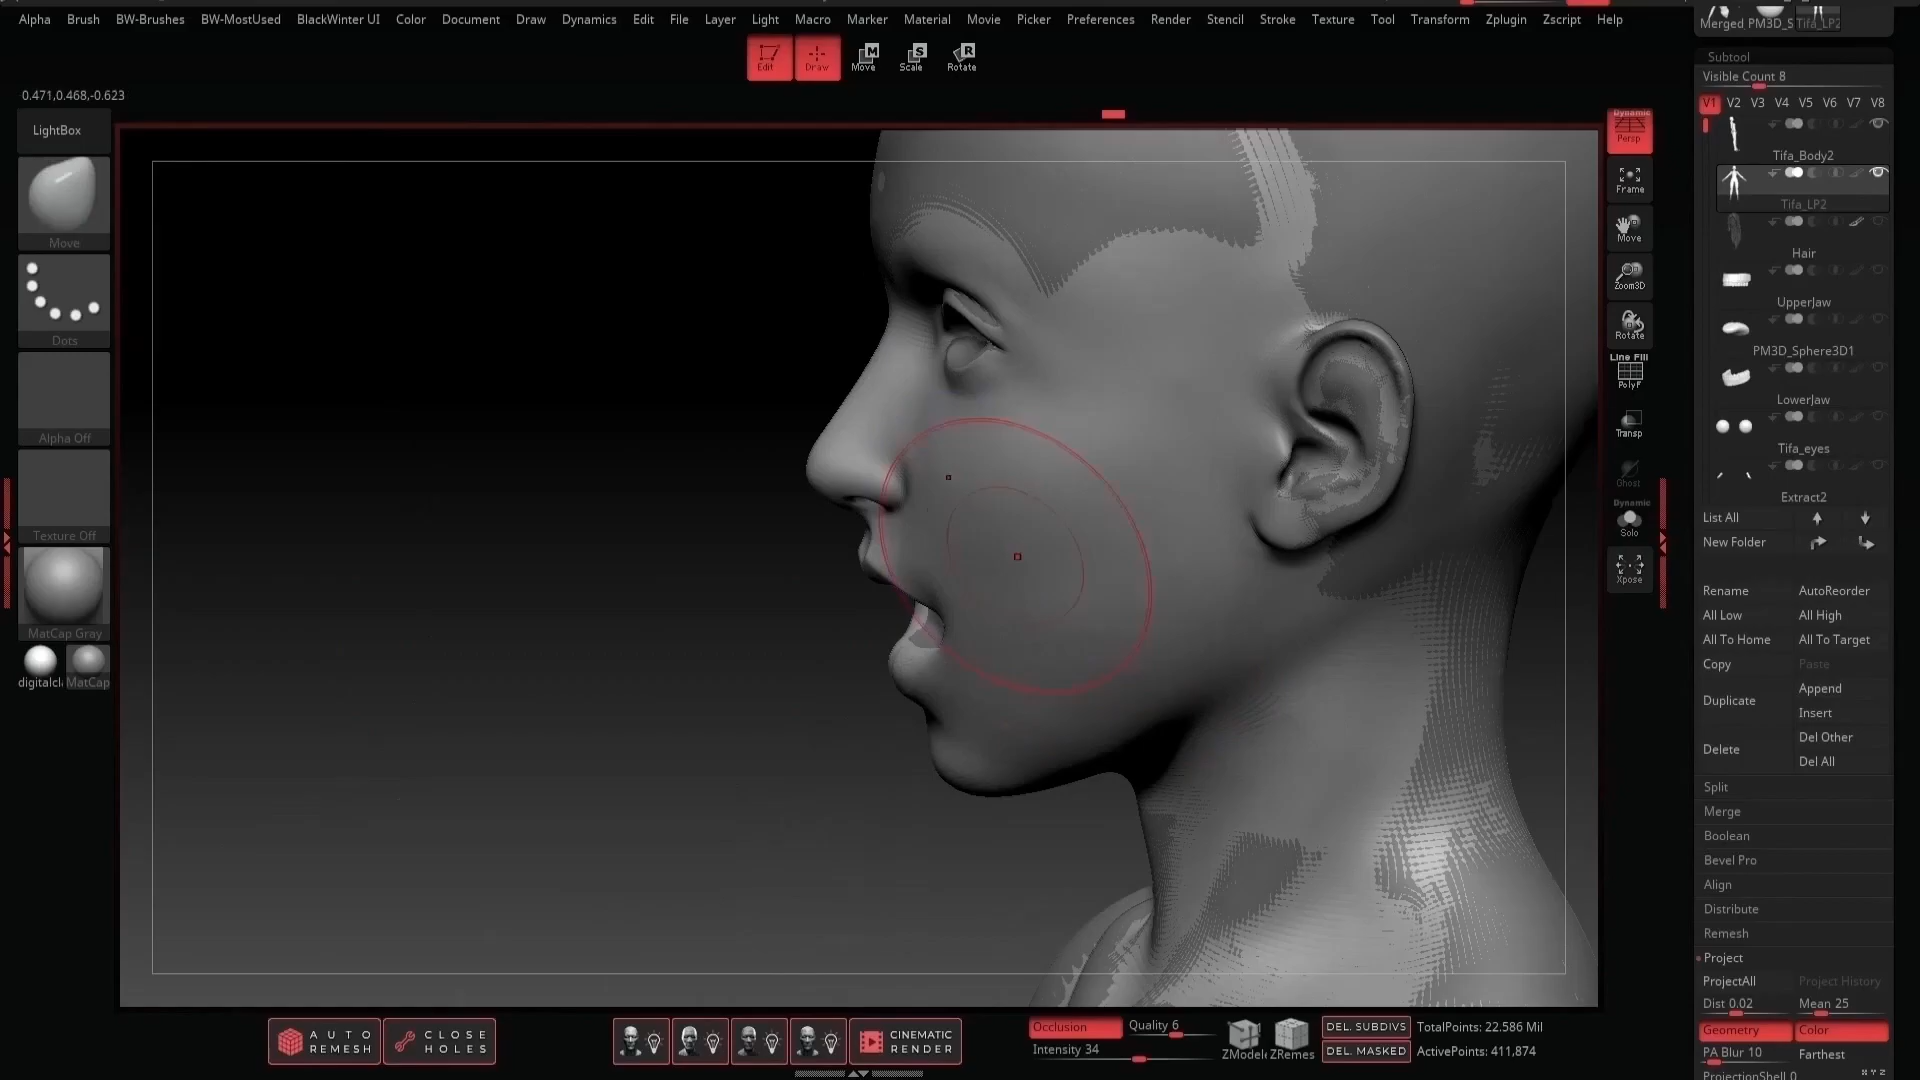 Alpha Brush BW-Brushes BW-MostUsed BlackWinter UI Color Document Draw Dynamics Edit File Layer Light Macro Marker Material Movie Picker Preferences Render Stencil Stroke Texture Tool Transform Zplugin Zscript Help
Merged_PM3D_S Tifa_LP2
Edit Draw Move Scale Rotate
M S R
0.471,0.468,-0.623
LightBox
Move
Dots
Alpha Off
Texture Off
MatCap Gray
digitalcl MatCap
Dynamic
Persp
Frame
Move
Zoom3D
Rotate
Line Fill
PolyF
Transp
Ghost
Dynamic
Solo
Xpose
Subtool
Visible Count 8
V1 V2 V3 V4 V5 V6 V7 V8
Tifa_Body2
Tifa_LP2
Hair
UpperJaw
PM3D_Sphere3D1
LowerJaw
Tifa_eyes
Extract2
List All
New Folder
Rename AutoReorder
All Low All High
All To Home All To Target
Copy Paste
Duplicate Append
Insert
Delete Del Other
Del All
Split
Merge
Boolean
Bevel Pro
Align
Distribute
Remesh
Project
ProjectAll Project History
Dist 0.02 Mean 25
Geometry Color
PA Blur 10 Farthest
ProjectionShell 0 X Y Z
AUTO REMESH
CLOSE HOLES
CINEMATIC RENDER
Occlusion Quality 6
Intensity 34
ZModel ZRemes
DEL. SUBDIVS TotalPoints: 22.586 Mil
DEL. MASKED ActivePoints: 411,874